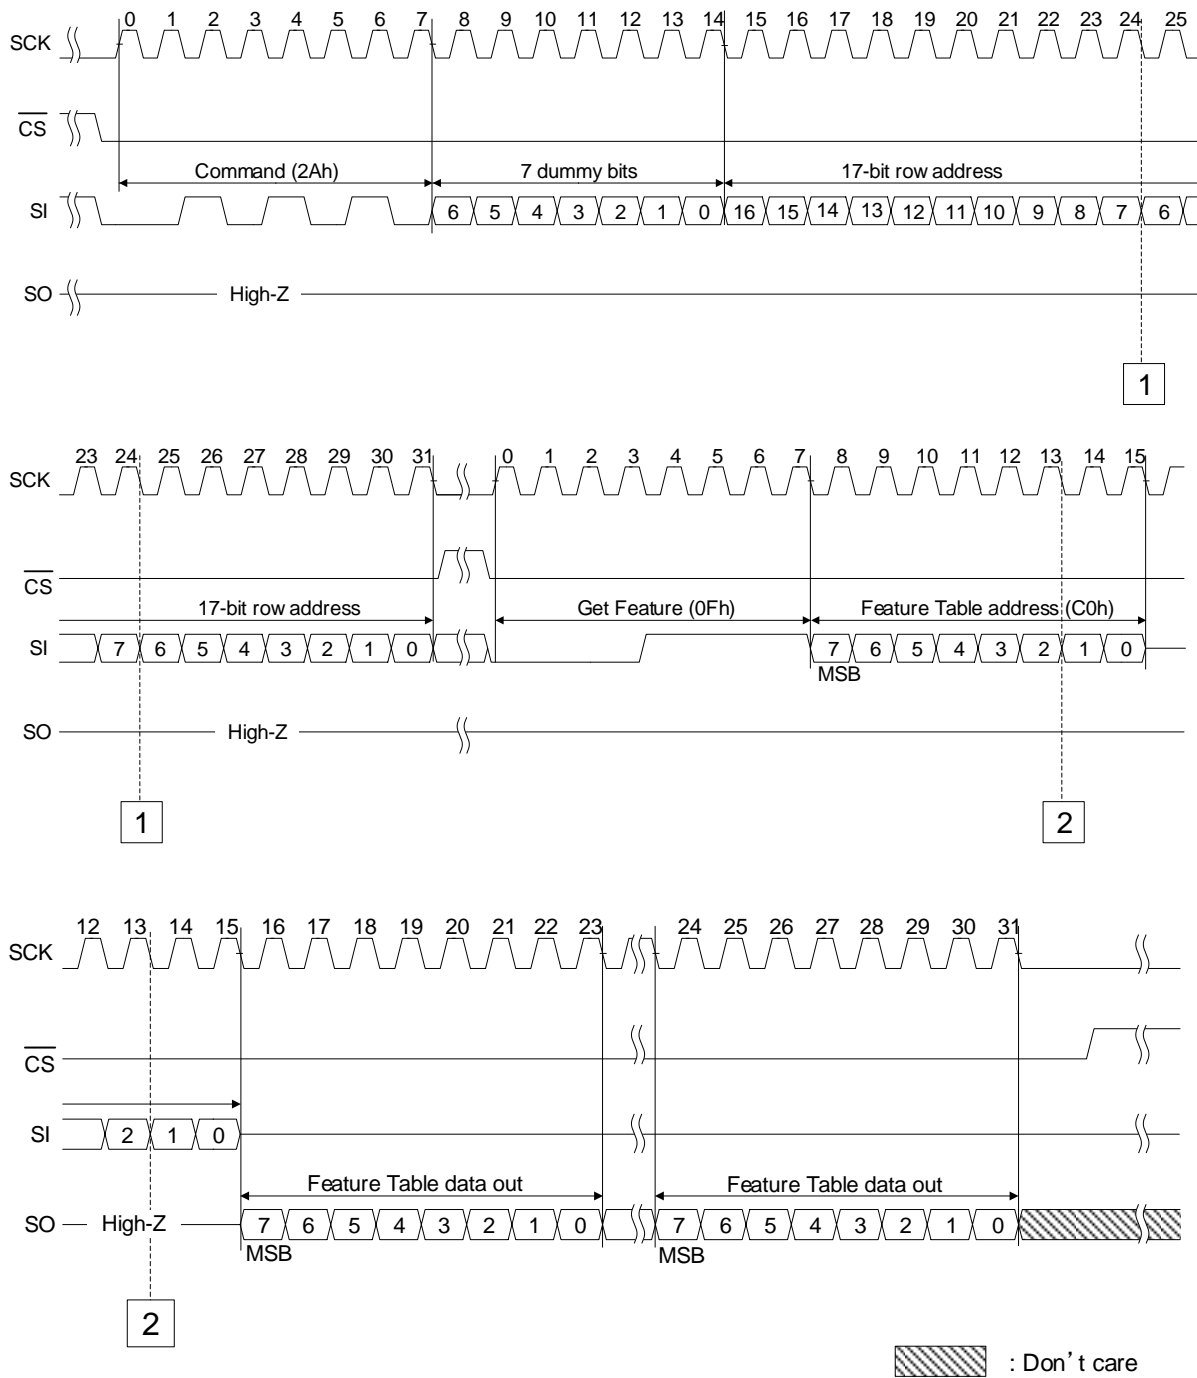 0 1 2 3 4 5 6 7 8 9 10 11 12 13 14 15 16 17 18 19 20 21 22 23 24 25
SCK
CS
Command (2Ah) 7 dummy bits 17-bit row address
SI 6 5 4 3 2 1 0 16 15 14 13 12 11 10 9 8 7 6
SO High-Z
1
23 24 25 26 27 28 29 30 31 0 1 2 3 4 5 6 7 8 9 10 11 12 13 14 15
SCK
CS
17-bit row address Get Feature (0Fh) Feature Table address (C0h)
SI 7 6 5 4 3 2 1 0 7 6 5 4 3 2 1 0
MSB
SO High-Z
1 2
12 13 14 15 16 17 18 19 20 21 22 23 24 25 26 27 28 29 30 31
SCK
CS
SI 2 1 0
Feature Table data out Feature Table data out
SO High-Z 7 6 5 4 3 2 1 0 7 6 5 4 3 2 1 0
MSB MSB
2
: Don't care